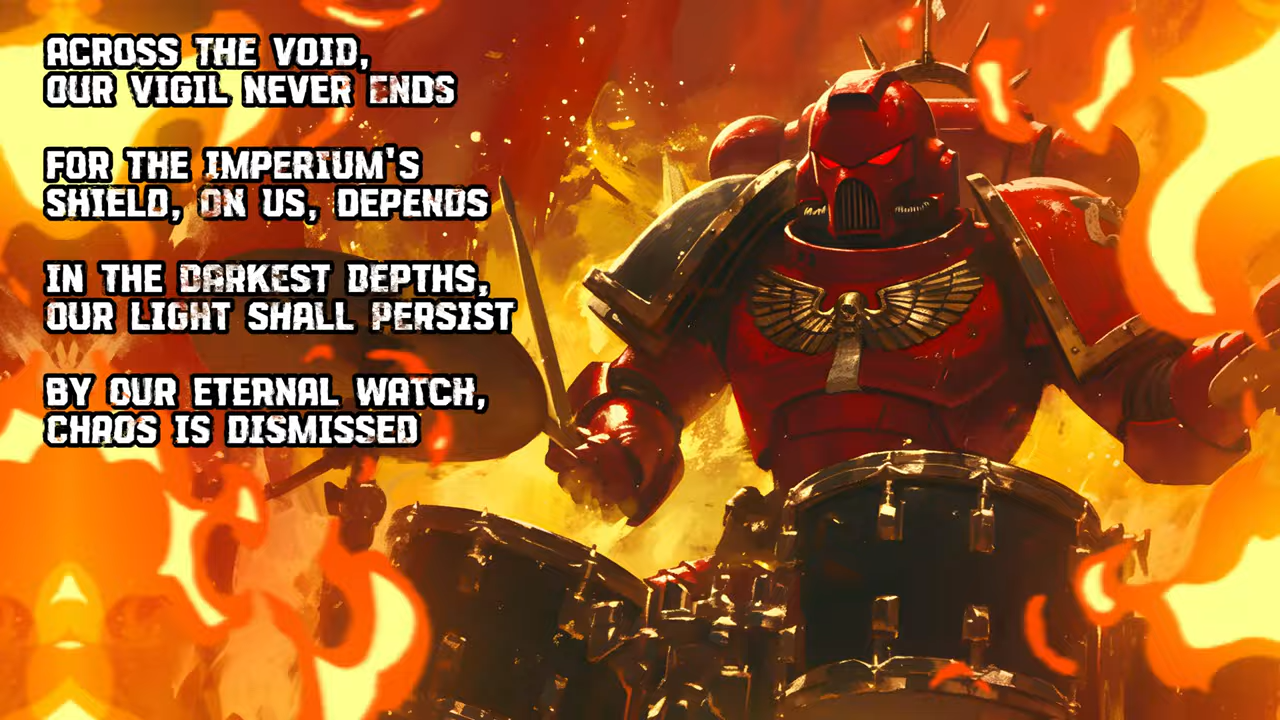 ACROSS THE VOID,
OUR VIGIL NEVER ENDS
FOR THE IMPERIUM'S
SHIELD, ON US, DEPENDS
IN THE DARKEST DEPTHS,
OUR LIGHT SHALL PERSIST
BY OUR ETERNAL WATCH,
CHAOS IS DISMISSED